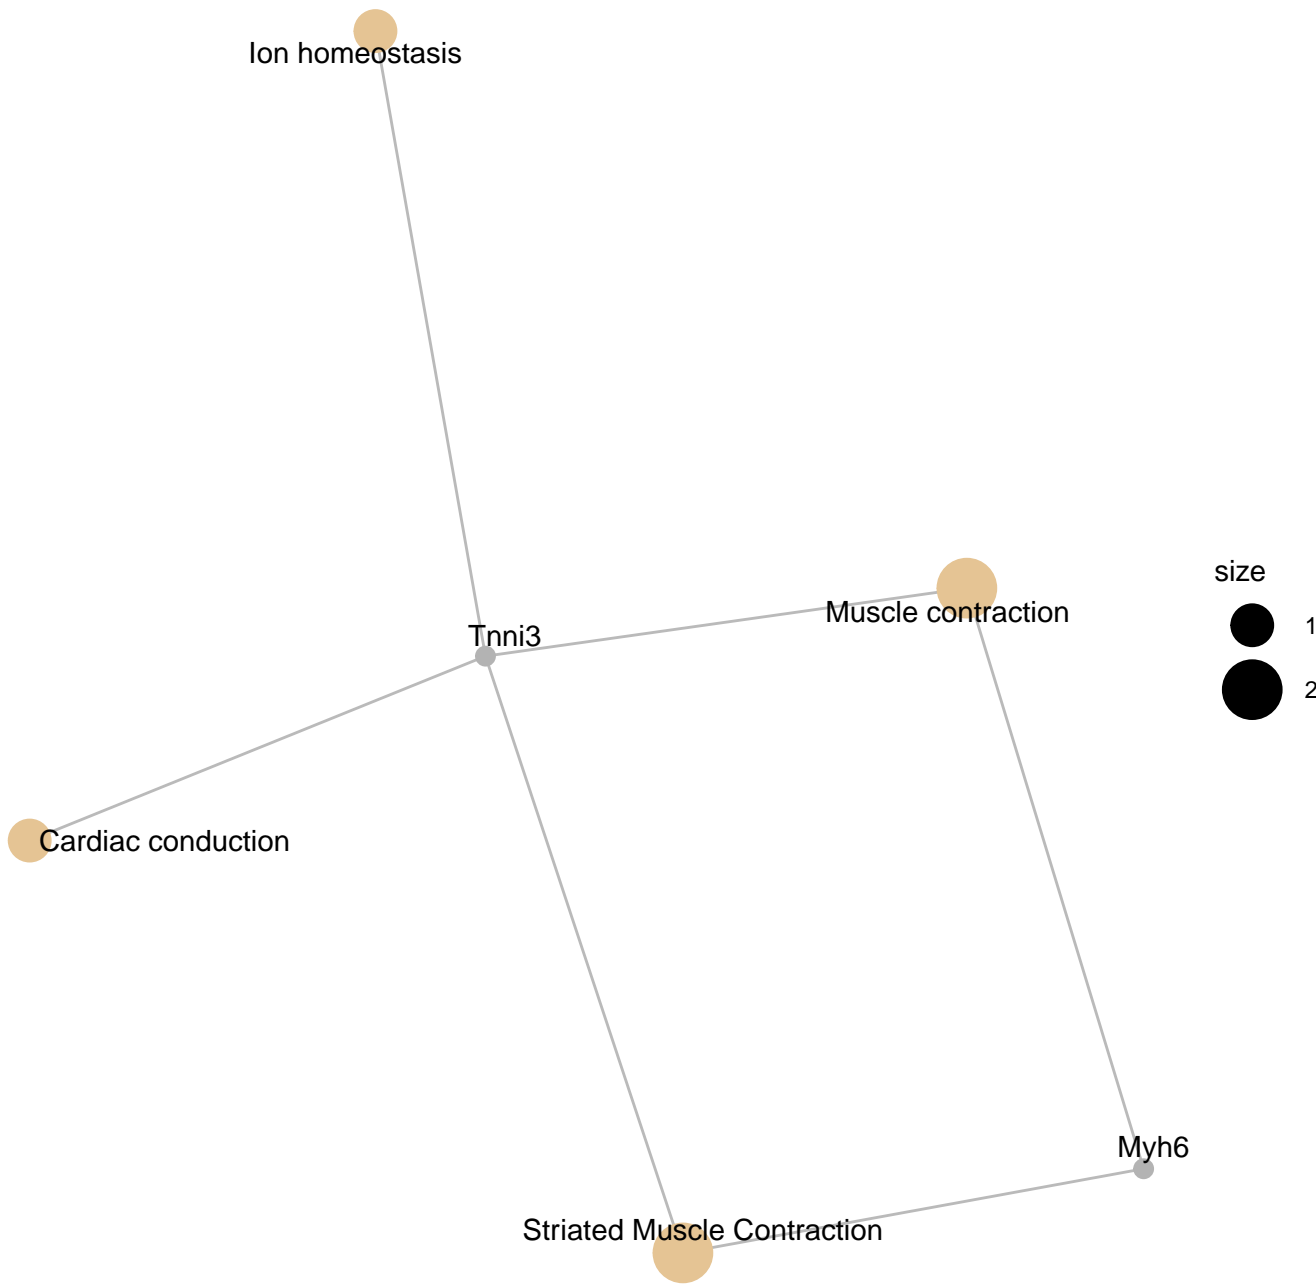 Ion homeostasis
size
1
Muscle contraction
Tnni3
2
Cardiac conduction
Myh6
Striated Muscle Contraction